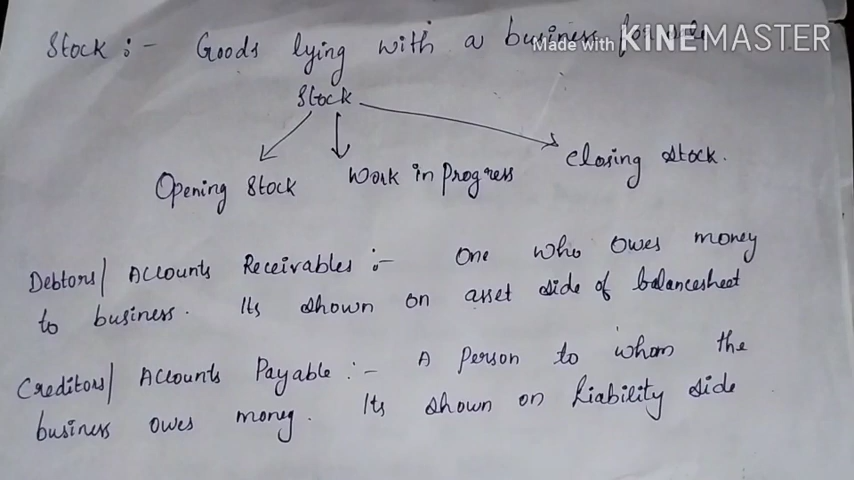 Stock :- Goods lying with a business for sale
Made with KINEMASTER
Stock
Opening Stock Work in Progress Closing Stock.
Debtors/ Accounts Receivables :- One who owes money
to business. Its shown on asset side of balancesheet
Creditors/ Accounts Payable :- A person to whom the
business owes money. Its shown on Liability side